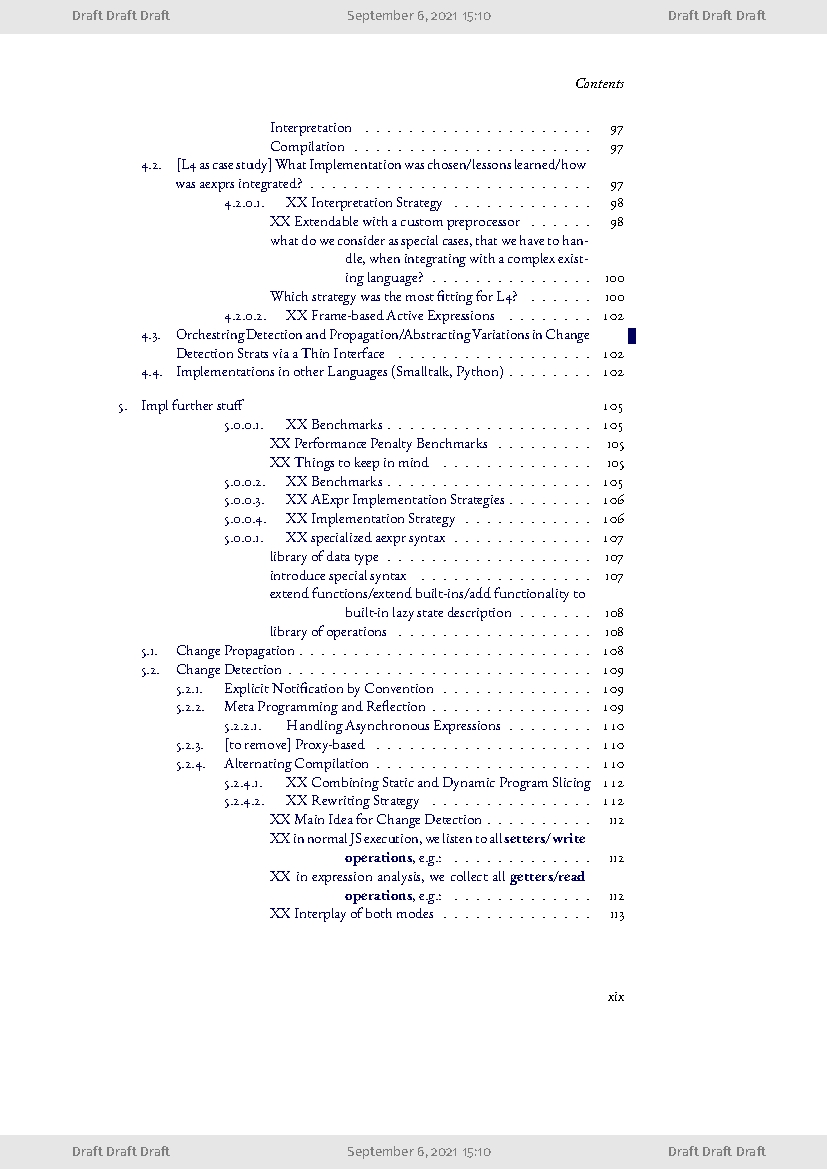 Draft Draft Draft September 6, 2021 15:10 Draft Draft Draft
Contents
Interpretation . . . . . . . . . . . . . . . . . . . . . 97
Compilation . . . . . . . . . . . . . . . . . . . . . . 97
4.2. [L4 as case study] What Implementation was chosen/lessons learned/how
was aexprs integrated? . . . . . . . . . . . . . . . . . . . . . . . . . . 97
4.2.0.1. XX Interpretation Strategy . . . . . . . . . . . . . 98
XX Extendable with a custom preprocessor . . . . . . 98
what do we consider as special cases, that we have to han-
dle, when integrating with a complex exist-
ing language? . . . . . . . . . . . . . . . 100
Which strategy was the most fitting for L4? . . . . . . 100
4.2.0.2. XX Frame-based Active Expressions . . . . . . . . 102
4.3. Orchestring Detection and Propagation/Abstracting Variations in Change
Detection Strats via a Thin Interface . . . . . . . . . . . . . . . . . . 102
4.4. Implementations in other Languages (Smalltalk, Python) . . . . . . . . 102
5. Impl further stuff 105
5.0.0.1. XX Benchmarks . . . . . . . . . . . . . . . . . . . 105
XX Performance Penalty Benchmarks . . . . . . . . . 105
XX Things to keep in mind . . . . . . . . . . . . . . 105
5.0.0.2. XX Benchmarks . . . . . . . . . . . . . . . . . . . 105
5.0.0.3. XX AExpr Implementation Strategies . . . . . . . . 106
5.0.0.4. XX Implementation Strategy . . . . . . . . . . . . 106
5.0.0.1. XX specialized aexpr syntax . . . . . . . . . . . . . 107
library of data type . . . . . . . . . . . . . . . . . . . 107
introduce special syntax . . . . . . . . . . . . . . . . 107
extend functions/extend built-ins/add functionality to
built-in lazy state description . . . . . . . 108
library of operations . . . . . . . . . . . . . . . . . . 108
5.1. Change Propagation . . . . . . . . . . . . . . . . . . . . . . . . . . . 108
5.2. Change Detection . . . . . . . . . . . . . . . . . . . . . . . . . . . . 109
5.2.1. Explicit Notification by Convention . . . . . . . . . . . . . . 109
5.2.2. Meta Programming and Reflection . . . . . . . . . . . . . . . 109
5.2.2.1. Handling Asynchronous Expressions . . . . . . . . 110
5.2.3. [to remove] Proxy-based . . . . . . . . . . . . . . . . . . . . 110
5.2.4. Alternating Compilation . . . . . . . . . . . . . . . . . . . . 110
5.2.4.1. XX Combining Static and Dynamic Program Slicing 112
5.2.4.2. XX Rewriting Strategy . . . . . . . . . . . . . . . 112
XX Main Idea for Change Detection . . . . . . . . . . 112
XX in normal JS execution, we listen to all setters/write
operations, e.g.: . . . . . . . . . . . . . 112
XX in expression analysis, we collect all getters/read
operations, e.g.: . . . . . . . . . . . . . 112
XX Interplay of both modes . . . . . . . . . . . . . . 113
xix
Draft Draft Draft September 6, 2021 15:10 Draft Draft Draft